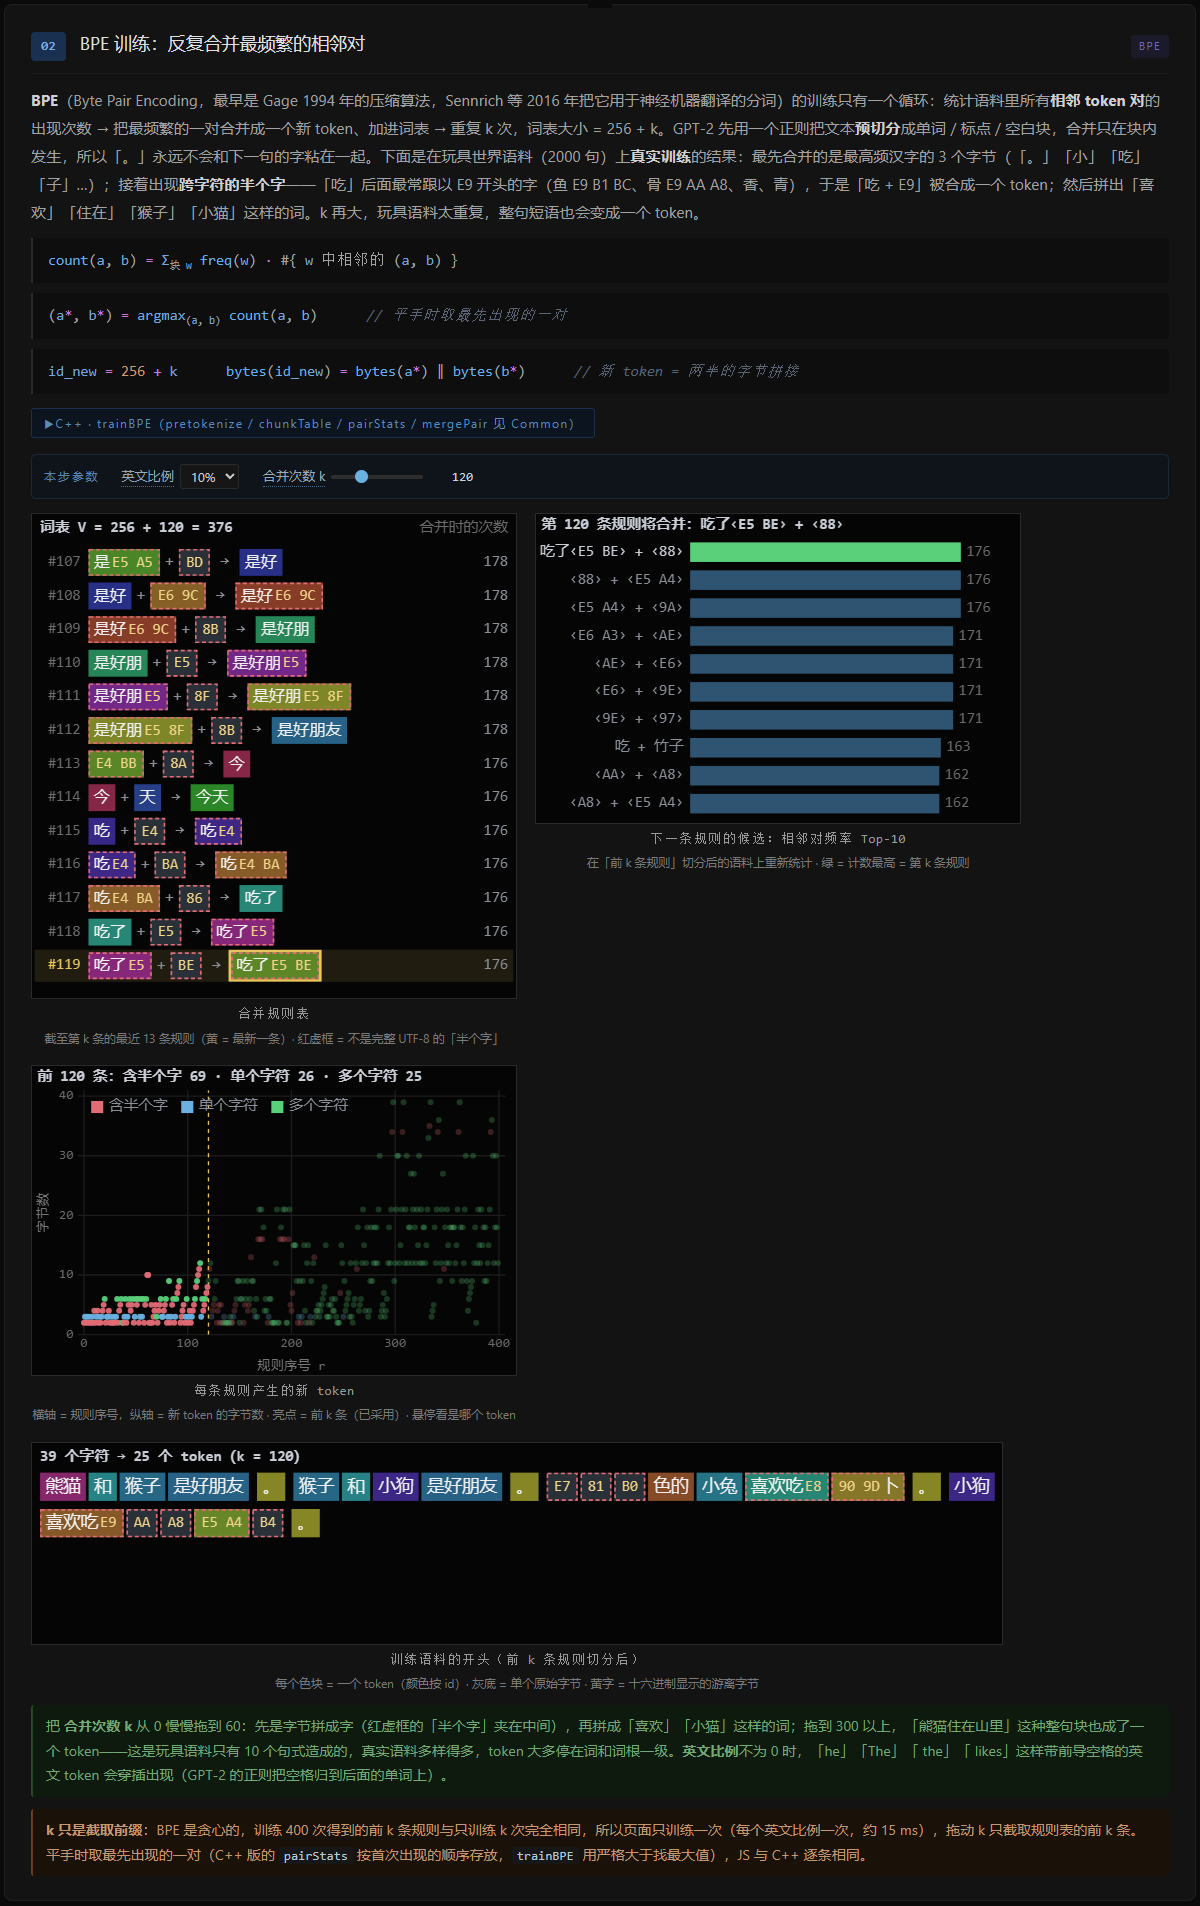 02 BPE 训练：反复合并最频繁的相邻对 BPE
BPE（Byte Pair Encoding，最早是 Gage 1994 年的压缩算法，Sennrich 等 2016 年把它用于神经机器翻译的分词）的训练只有一个循环：统计语料里所有相邻 token 对的
出现次数 → 把最频繁的一对合并成一个新 token、加进词表 → 重复 k 次，词表大小 = 256 + k。GPT-2 先用一个正则把文本预切分成单词 / 标点 / 空白块，合并只在块内
发生，所以「。」永远不会和下一句的字粘在一起。下面是在玩具世界语料（2000 句）上真实训练的结果：最先合并的是最高频汉字的 3 个字节（「。」「小」「吃」
「子」…）；接着出现跨字符的半个字——「吃」后面最常跟以 E9 开头的字（鱼 E9 B1 BC、骨 E9 AA A8、香、青），于是「吃 + E9」被合成一个 token；然后拼出「喜
欢」「住在」「猴子」「小猫」这样的词。k 再大，玩具语料太重复，整句短语也会变成一个 token。
count(a, b) = Σ块 w freq(w) · #{ w 中相邻的 (a, b) }
(a*, b*) = argmax(a, b) count(a, b) // 平手时取最先出现的一对
id_new = 256 + k bytes(id_new) = bytes(a*) ‖ bytes(b*) // 新 token = 两半的字节拼接
▶C++ · trainBPE（pretokenize / chunkTable / pairStats / mergePair 见 Common）
本步参数 英文比例 10% 合并次数 k 120
词表 V = 256 + 120 = 376 合并时的次数
#107 是E5 A5 + BD → 是好 178
#108 是好 + E6 9C → 是好E6 9C 178
#109 是好E6 9C + 8B → 是好朋 178
#110 是好朋 + E5 → 是好朋E5 178
#111 是好朋E5 + 8F → 是好朋E5 8F 178
#112 是好朋E5 8F + 8B → 是好朋友 178
#113 E4 BB + 8A → 今 176
#114 今 + 天 → 今天 176
#115 吃 + E4 → 吃E4 176
#116 吃E4 + BA → 吃E4 BA 176
#117 吃E4 BA + 86 → 吃了 176
#118 吃了 + E5 → 吃了E5 176
#119 吃了E5 + BE → 吃了E5 BE 176
合并规则表
截至第 k 条的最近 13 条规则（黄 = 最新一条）· 红虚框 = 不是完整 UTF-8 的「半个字」
第 120 条规则将合并：吃了‹E5 BE› + ‹88›
吃了‹E5 BE› + ‹88› 176
‹88› + ‹E5 A4› 176
‹E5 A4› + ‹9A› 176
‹E6 A3› + ‹AE› 171
‹AE› + ‹E6› 171
‹E6› + ‹9E› 171
‹9E› + ‹97› 171
吃 + 竹子 163
‹AA› + ‹A8› 162
‹A8› + ‹E5 A4› 162
下一条规则的候选：相邻对频率 Top-10
在「前 k 条规则」切分后的语料上重新统计 · 绿 = 计数最高 = 第 k 条规则
前 120 条：含半个字 69 · 单个字符 26 · 多个字符 25
含半个字 单个字符 多个字符
40
30
20
10
0
字节数
0 100 200 300 400
规则序号 r
每条规则产生的新 token
横轴 = 规则序号，纵轴 = 新 token 的字节数 · 亮点 = 前 k 条（已采用）· 悬停看是哪个 token
39 个字符 → 25 个 token (k = 120)
熊猫 和 猴子 是好朋友 。 猴子 和 小狗 是好朋友 。 E7 81 B0 色的 小兔 喜欢吃E8 90 9D卜 。 小狗
喜欢吃E9 AA A8 E5 A4 B4 。
训练语料的开头（前 k 条规则切分后）
每个色块 = 一个 token（颜色按 id）· 灰底 = 单个原始字节 · 黄字 = 十六进制显示的游离字节
把 合并次数 k 从 0 慢慢拖到 60：先是字节拼成字（红虚框的「半个字」夹在中间），再拼成「喜欢」「小猫」这样的词；拖到 300 以上，「熊猫住在山里」这种整句块也成了一
个 token——这是玩具语料只有 10 个句式造成的，真实语料多样得多，token 大多停在词和词根一级。英文比例不为 0 时，「he」「The」「 the」「 likes」这样带前导空格的英
文 token 会穿插出现（GPT-2 的正则把空格归到后面的单词上）。
k 只是截取前缀：BPE 是贪心的，训练 400 次得到的前 k 条规则与只训练 k 次完全相同，所以页面只训练一次（每个英文比例一次，约 15 ms），拖动 k 只截取规则表的前 k 条。
平手时取最先出现的一对（C++ 版的 pairStats 按首次出现的顺序存放，trainBPE 用严格大于找最大值），JS 与 C++ 逐条相同。